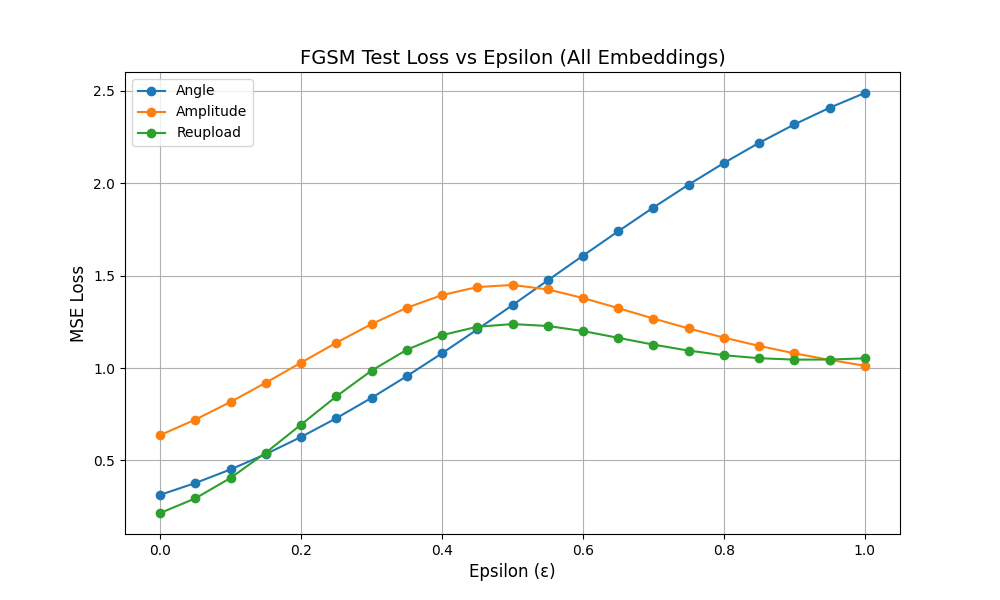 FGSM Test Loss vs Epsilon (All Embeddings)
Angle
Amplitude
Reupload
MSE Loss
2.5
2.0
1.5
1.0
0.5
0.0 0.2 0.4 0.6 0.8 1.0
Epsilon (ε)